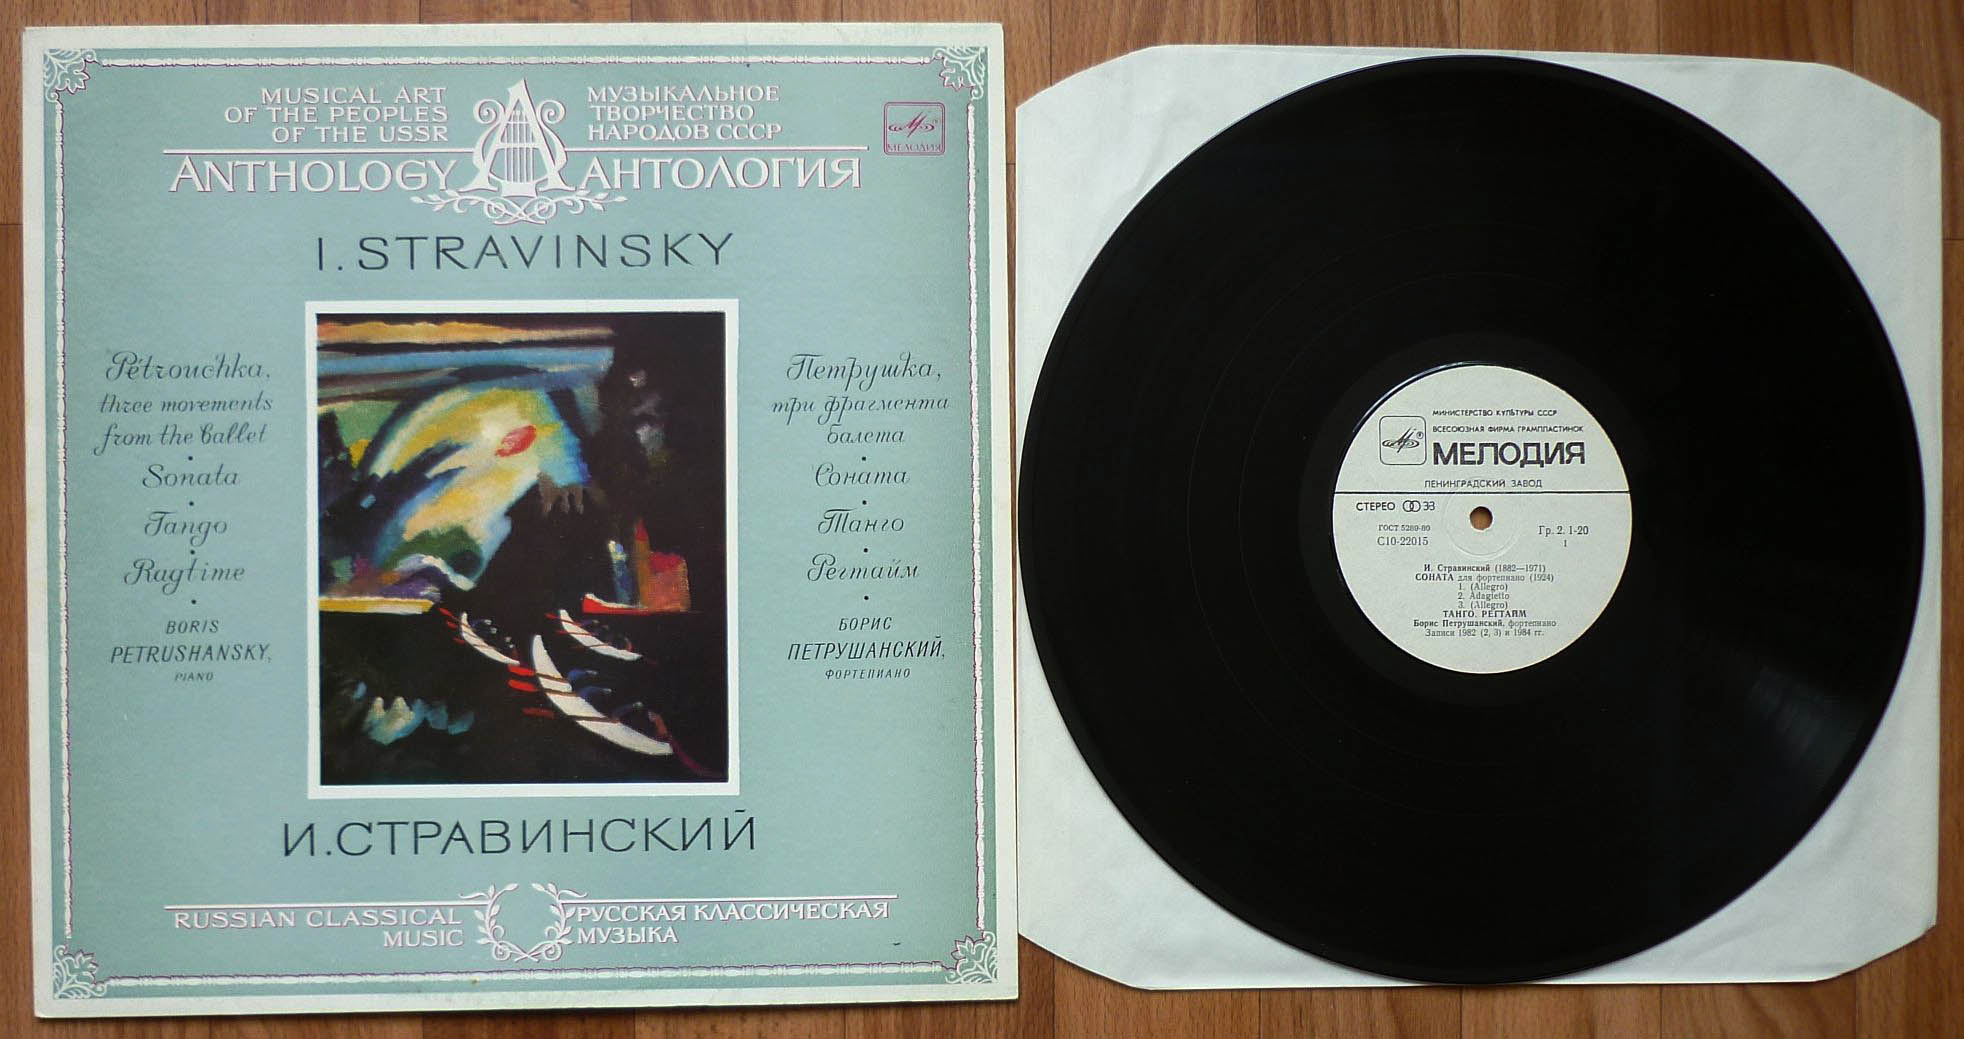 MUSICAL ART
OF THE PEOPLES
OF THE USSR
МУЗЫКАЛЬНОЕ
ТВОРЧЕСТВО
НАРОДОВ СССР
МЕЛОДИЯ
ANTHOLOGY
АНТОЛОГИЯ
I. STRAVINSKY
Pétrouchka,
three movements
from the ballet
Sonata
Tango
Ragtime
BORIS
PETRUSHANSKY,
PIANO
Петрушка,
три фрагмента
балета
Соната
Танго
Регтайм
БОРИС
ПЕТРУШАНСКИЙ,
ФОРТЕПИАНО
И.СТРАВИНСКИЙ
RUSSIAN CLASSICAL
MUSIC
РУССКАЯ КЛАССИЧЕСКАЯ
МУЗЫКА
МИНИСТЕРСТВО КУЛЬТУРЫ СССР
ВСЕСОЮЗНАЯ ФИРМА ГРАМПЛАСТИНОК
МЕЛОДИЯ
ЛЕНИНГРАДСКИЙ ЗАВОД
СТЕРЕО 33
ГОСТ 5289-80
С10-22015
Гр. 2. 1-20
1
И. Стравинский (1882—1971)
СОНАТА для фортепиано (1924)
1. (Allegro)
2. Adagietto
3. (Allegro)
ТАНГО. РЕГТАЙМ
Борис Петрушанский, фортепиано
Записи 1982 (2, 3) и 1984 гг.